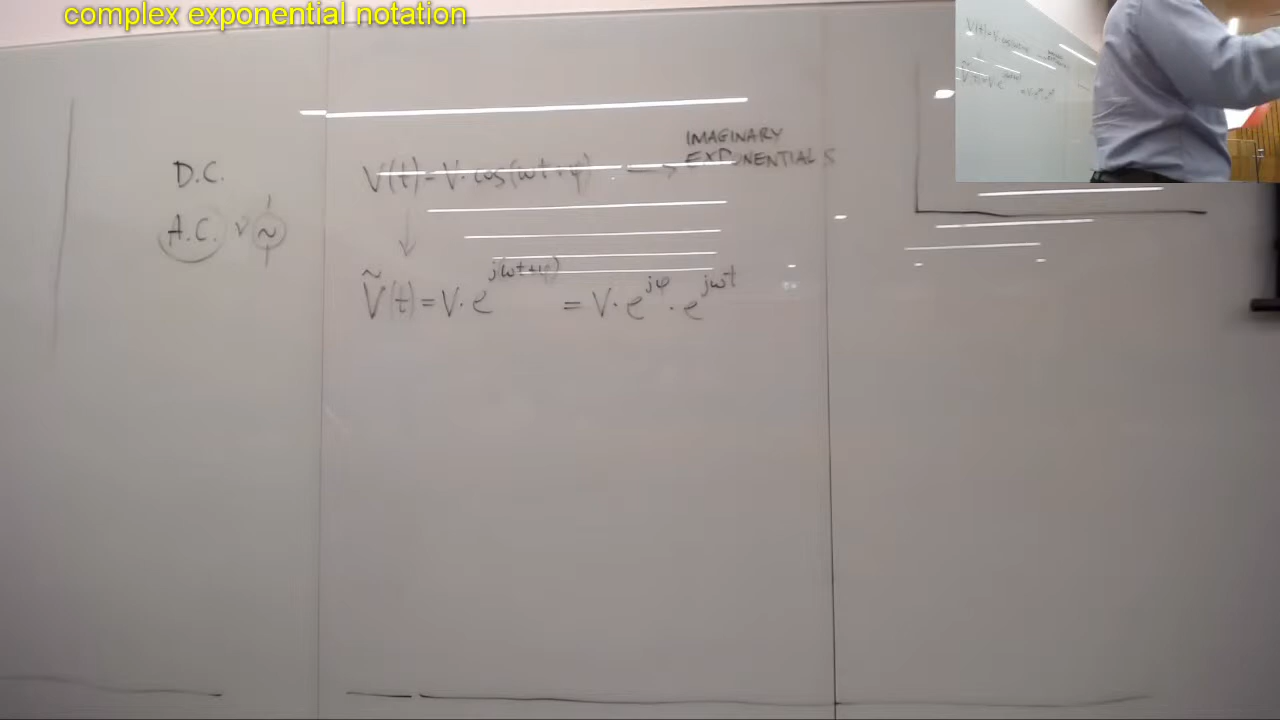 complex exponential notation
D.C.
A.C. V ~
V(t) = V · cos(ωt + φ) → IMAGINARY EXPONENTIALS
↓
Ṽ(t) = V · e^{j(ωt+φ)} = V · e^{jφ} · e^{jωt}